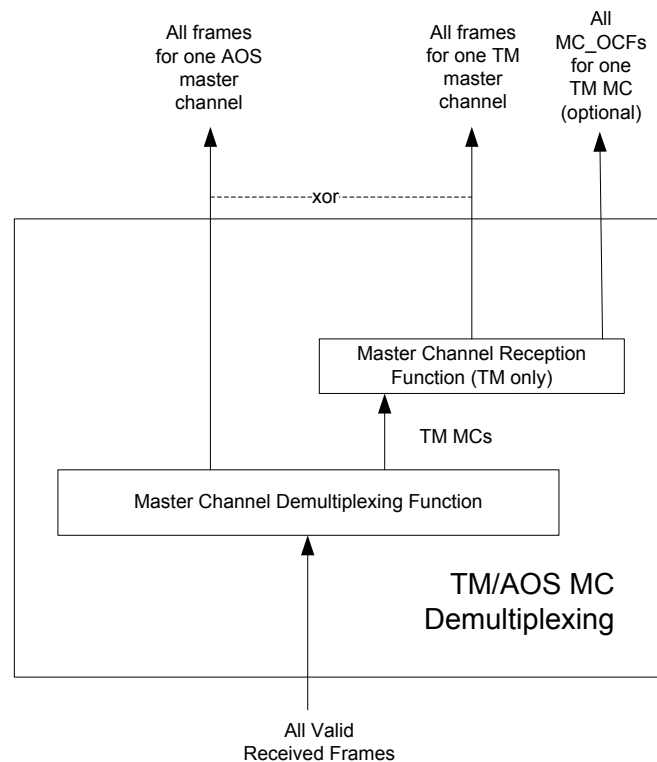 All frames
for one AOS
master
channel
All frames
for one TM
master
channel
All
MC_OCFs
for one
TM MC
(optional)
xor
Master Channel Reception
Function (TM only)
TM MCs
Master Channel Demultiplexing Function
TM/AOS MC
Demultiplexing
All Valid
Received Frames